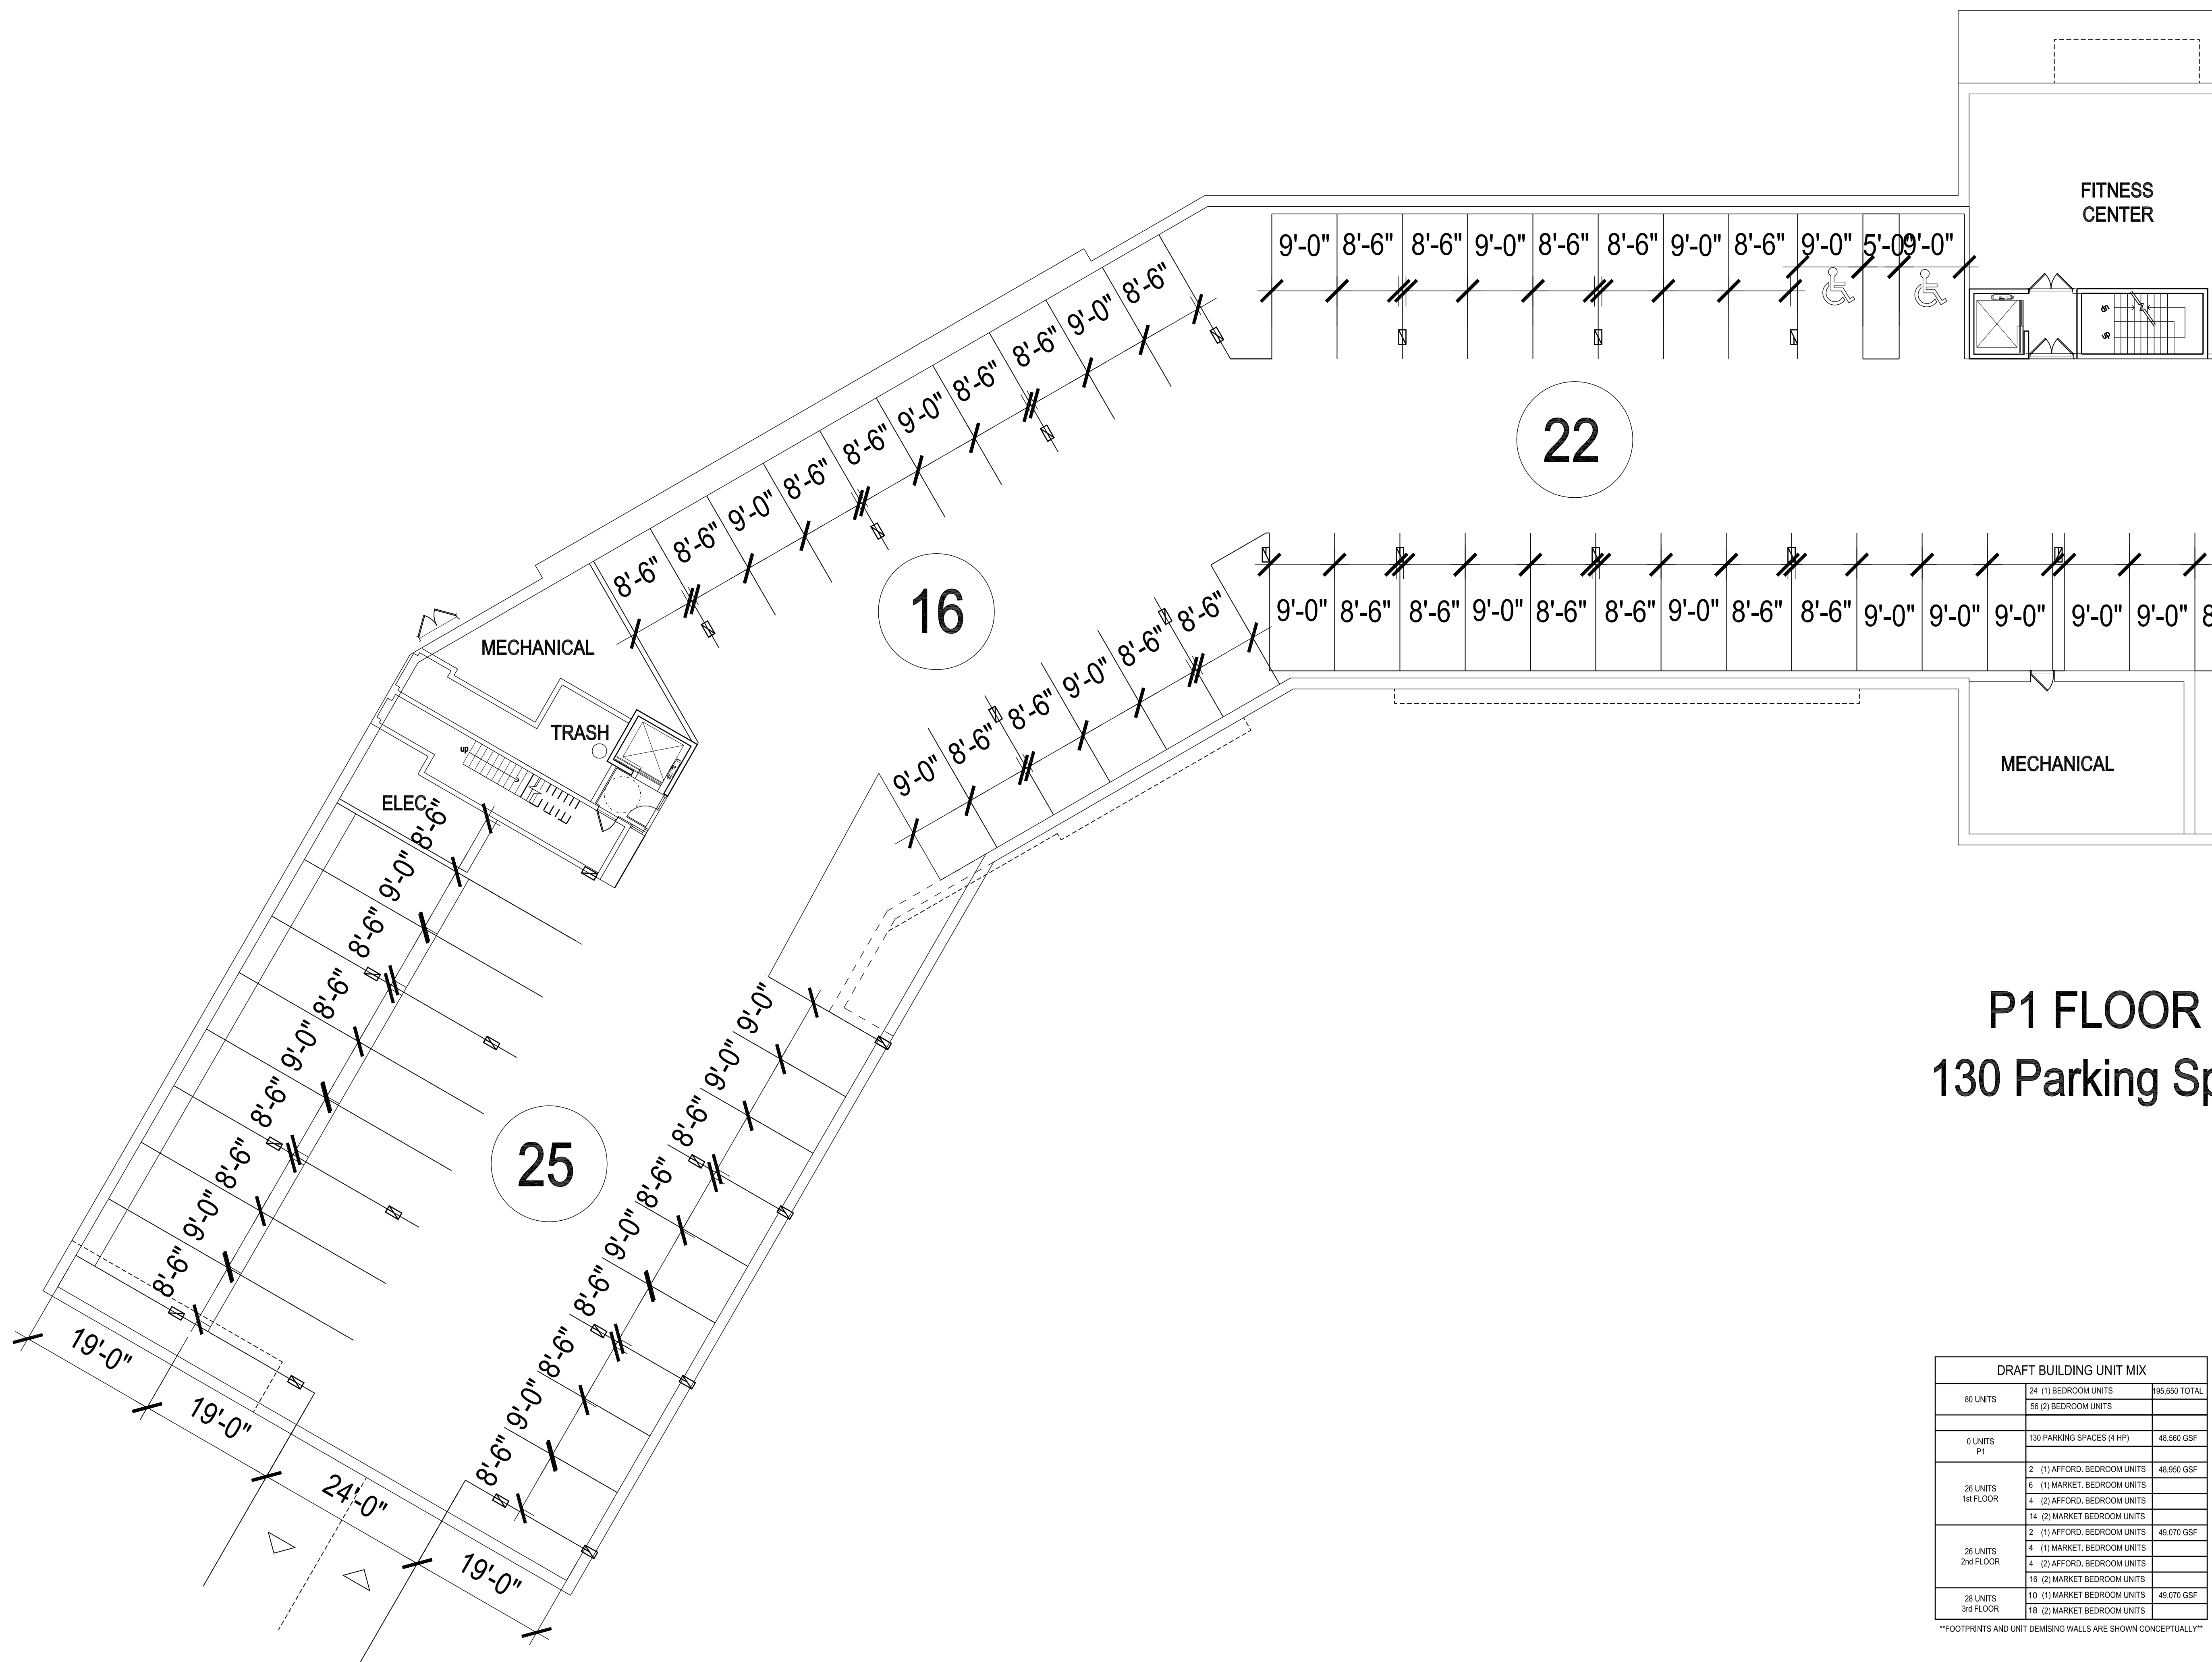 FITNESS
CENTER
9'-0" 8'-6" 8'-6" 9'-0" 8'-6" 8'-6" 9'-0" 8'-6" 9'-0" 5'-0" 9'-0"
up
up
8'-6" 8'-6" 9'-0" 8'-6" 8'-6" 9'-0" 8'-6" 8'-6" 9'-0" 8'-6"
22
16
9'-0" 8'-6" 8'-6" 9'-0" 8'-6" 8'-6" 9'-0" 8'-6" 8'-6" 9'-0" 9'-0" 9'-0" 9'-0" 9'-0" 8
9'-0" 8'-6" 8'-6" 9'-0" 8'-6" 8'-6"
MECHANICAL
TRASH
up
ELEC.
MECHANICAL
8'-6"
9'-0"
8'-6"
8'-6"
9'-0"
8'-6"
8'-6"
9'-0"
8'-6"
25
9'-0"
9'-0"
8'-6"
8'-6"
9'-0"
8'-6"
8'-6"
9'-0"
8'-6"
19'-0"
19'-0"
24'-0"
19'-0"
P1 FLOOR
130 Parking Sp
DRAFT BUILDING UNIT MIX
80 UNITS
24 (1) BEDROOM UNITS 195,650 TOTAL
56 (2) BEDROOM UNITS
0 UNITS
P1
130 PARKING SPACES (4 HP) 48,560 GSF
26 UNITS
1st FLOOR
2 (1) AFFORD. BEDROOM UNITS 48,950 GSF
6 (1) MARKET. BEDROOM UNITS
4 (2) AFFORD. BEDROOM UNITS
14 (2) MARKET BEDROOM UNITS
26 UNITS
2nd FLOOR
2 (1) AFFORD. BEDROOM UNITS 49,070 GSF
4 (1) MARKET. BEDROOM UNITS
4 (2) AFFORD. BEDROOM UNITS
16 (2) MARKET BEDROOM UNITS
28 UNITS
3rd FLOOR
10 (1) MARKET BEDROOM UNITS 49,070 GSF
18 (2) MARKET BEDROOM UNITS
**FOOTPRINTS AND UNIT DEMISING WALLS ARE SHOWN CONCEPTUALLY**